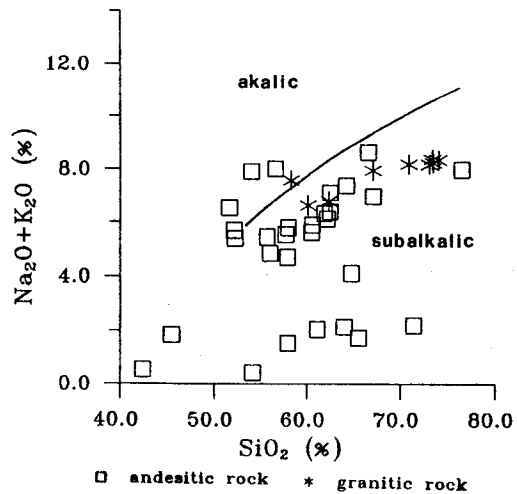 Na₂O+K₂O (%)
12.0
8.0
4.0
0.0
akalic
subalkalic
40.0 50.0 60.0 70.0 80.0
SiO₂ (%)
□ andesitic rock * granitic rock